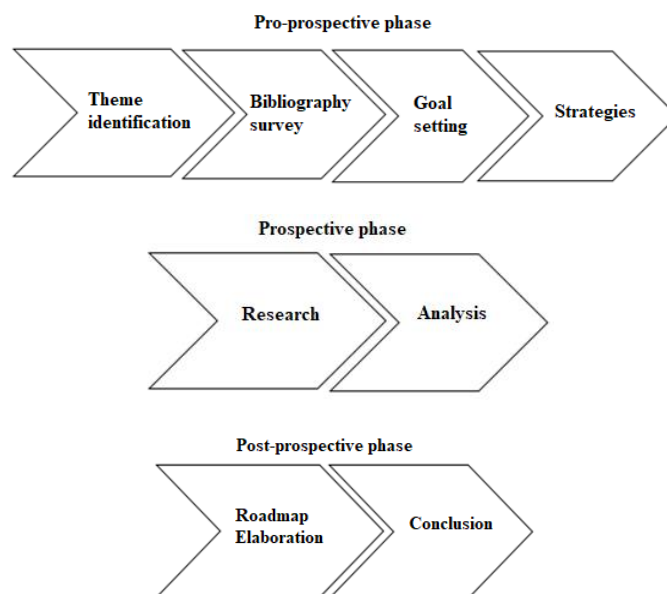 Pro-prospective phase
Theme
identification
Bibliography
survey
Goal
setting
Strategies
Prospective phase
Research
Analysis
Post-prospective phase
Roadmap
Elaboration
Conclusion